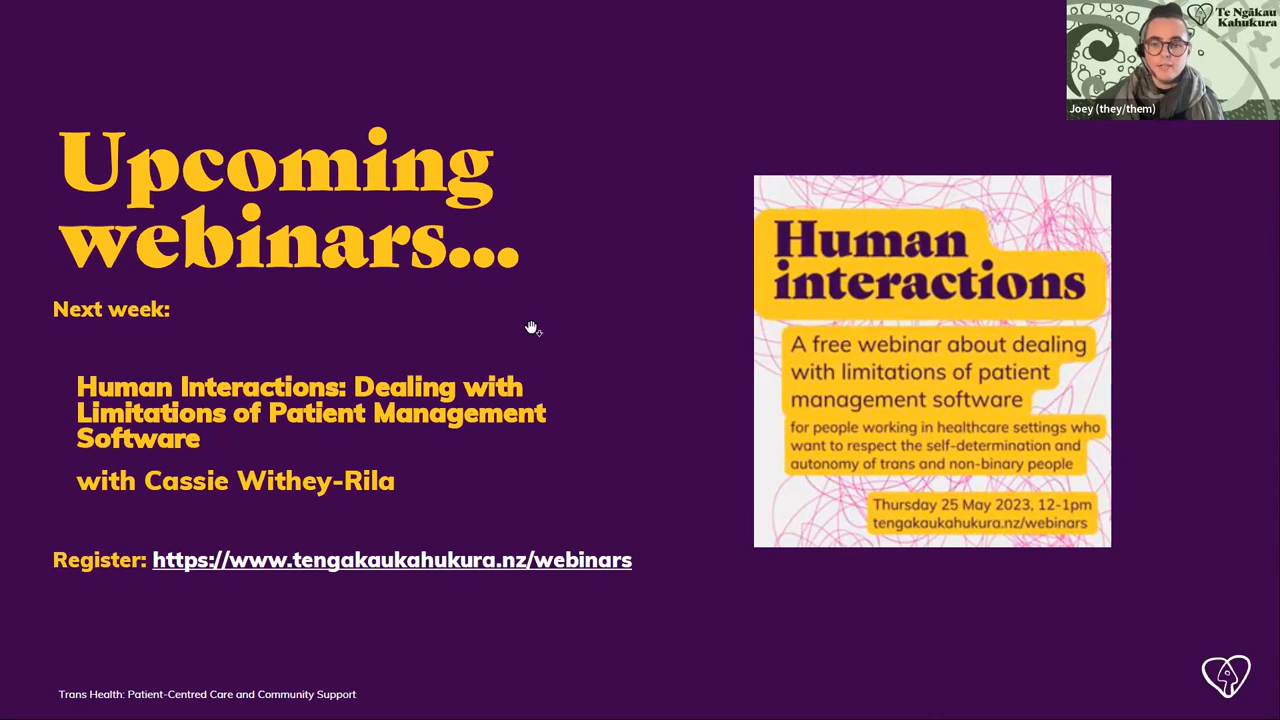 Upcoming
webinars...
Next week:
Human Interactions: Dealing with
Limitations of Patient Management
Software
with Cassie Withey-Rila
Register: https://www.tengakaukahukura.nz/webinars
Trans Health: Patient-Centred Care and Community Support
Te Ngākau
Kahukura
Joey (they/them)
Human
interactions
A free webinar about dealing
with limitations of patient
management software
for people working in healthcare settings who
want to respect the self-determination and
autonomy of trans and non-binary people
Thursday 25 May 2023, 12-1pm
tengakaukahukura.nz/webinars